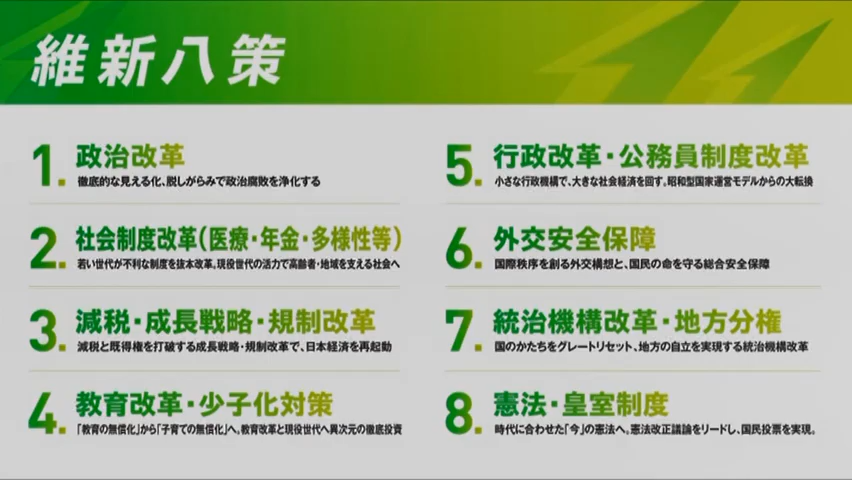 維新八策
1. 政治改革
徹底的な見える化、脱しがらみで政治腐敗を浄化する
2. 社会制度改革(医療・年金・多様性等)
若い世代が不利な制度を抜本改革。現役世代の活力で高齢者・地域を支える社会へ
3. 減税・成長戦略・規制改革
減税と既得権を打破する成長戦略・規制改革で、日本経済を再起動
4. 教育改革・少子化対策
「教育の無償化」から「子育ての無償化」へ。教育改革と現役世代へ異次元の徹底投資
5. 行政改革・公務員制度改革
小さな行政機構で、大きな社会経済を回す。昭和型国家運営モデルからの大転換
6. 外交安全保障
国際秩序を創る外交構想と、国民の命を守る総合安全保障
7. 統治機構改革・地方分権
国のかたちをグレートリセット、地方の自立を実現する統治機構改革
8. 憲法・皇室制度
時代に合わせた「今」の憲法へ。憲法改正議論をリードし、国民投票を実現。